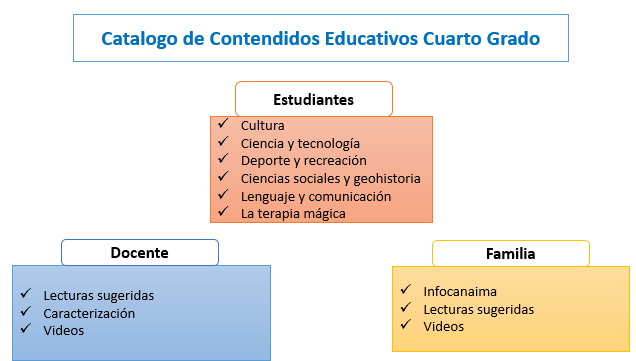 Catalogo de Contendidos Educativos Cuarto Grado
Estudiantes
✓ Cultura
✓ Ciencia y tecnología
✓ Deporte y recreación
✓ Ciencias sociales y geohistoria
✓ Lenguaje y comunicación
✓ La terapia mágica
Docente
✓ Lecturas sugeridas
✓ Caracterización
✓ Videos
Familia
✓ Infocanaima
✓ Lecturas sugeridas
✓ Videos